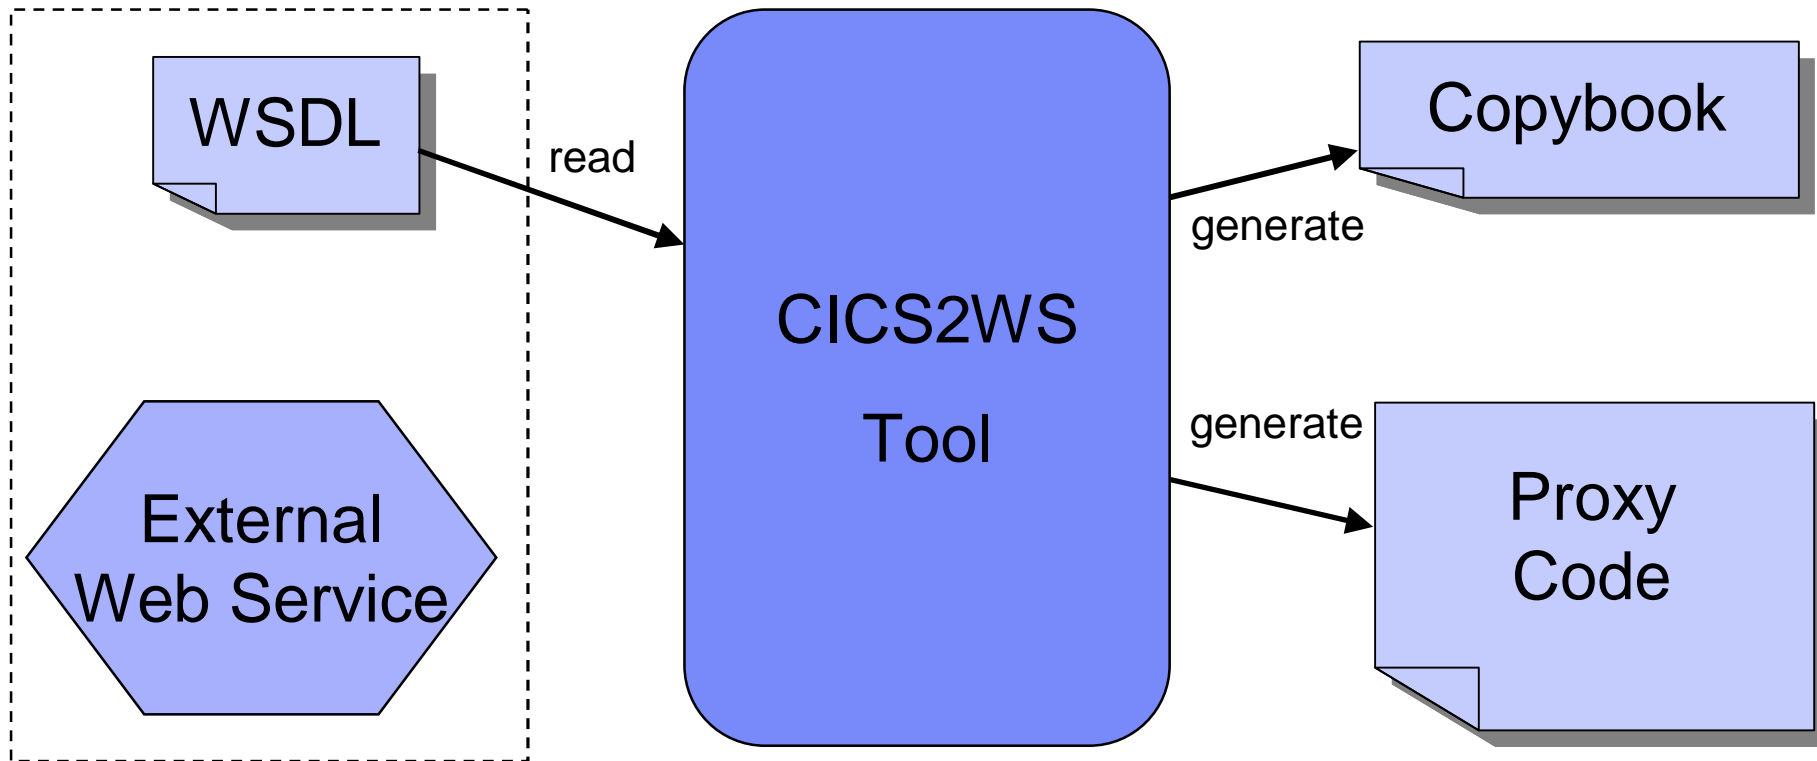 WSDL
read
External
Web Service
CICS2WS
Tool
Copybook
generate
generate
Proxy
Code